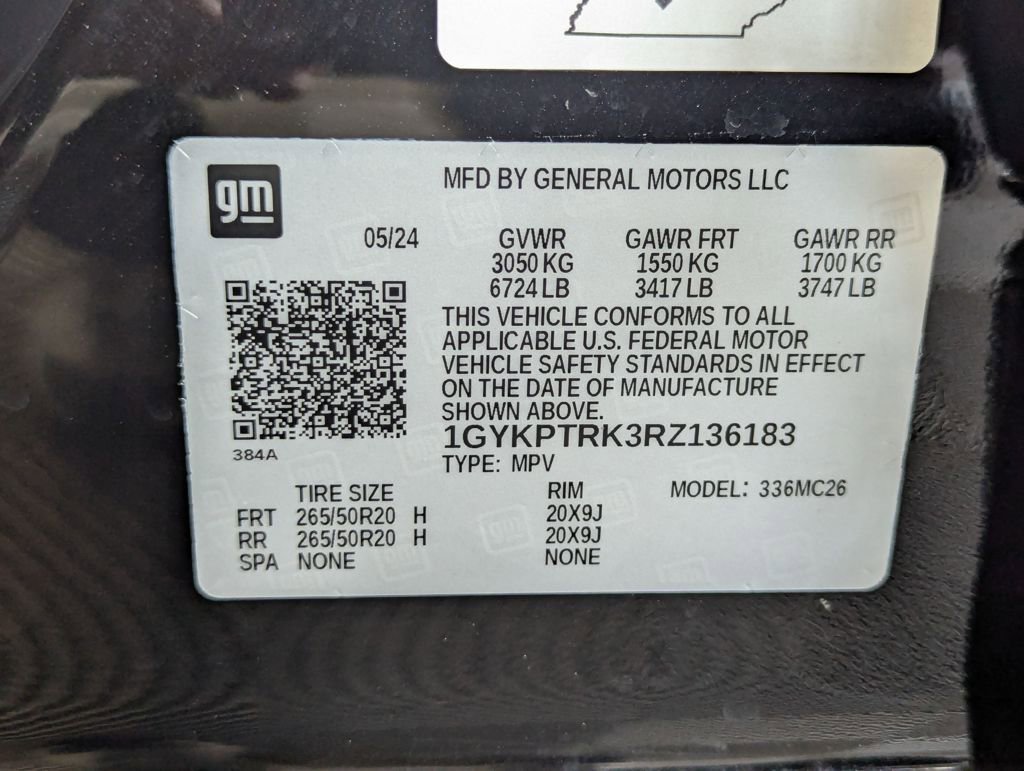 gm
MFD BY GENERAL MOTORS LLC
05/24 GVWR GAWR FRT GAWR RR
3050 KG 1550 KG 1700 KG
6724 LB 3417 LB 3747 LB
THIS VEHICLE CONFORMS TO ALL
APPLICABLE U.S. FEDERAL MOTOR
VEHICLE SAFETY STANDARDS IN EFFECT
ON THE DATE OF MANUFACTURE
SHOWN ABOVE.
1GYKPTRK3RZ136183
384A
TYPE: MPV
TIRE SIZE RIM MODEL: 336MC26
FRT 265/50R20 H 20X9J
RR 265/50R20 H 20X9J
SPA NONE NONE